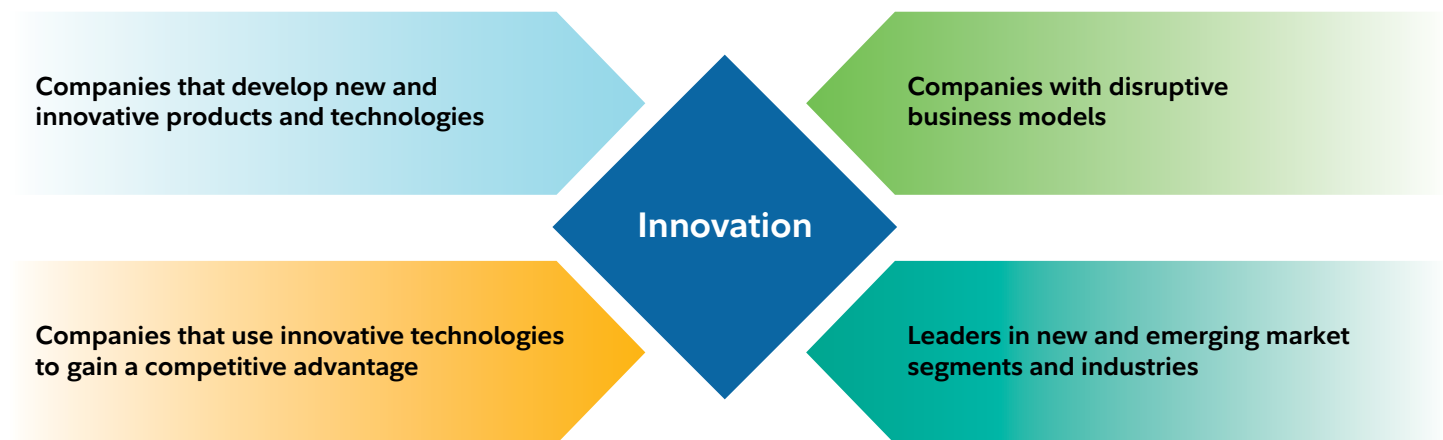 Companies that develop new and
innovative products and technologies
Companies with disruptive
business models
Innovation
Companies that use innovative technologies
to gain a competitive advantage
Leaders in new and emerging market
segments and industries